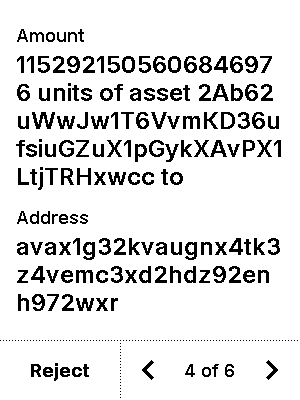 Amount
115292150560684697
6 units of asset 2Ab62
uWwJw1T6VvmKD36u
fsiuGZuX1pGykXAvPX1
LtjTRHxwcc to
Address
avax1g32kvaugnx4tk3
z4vemc3xd2hdz92en
h972wxr
Reject
4 of 6